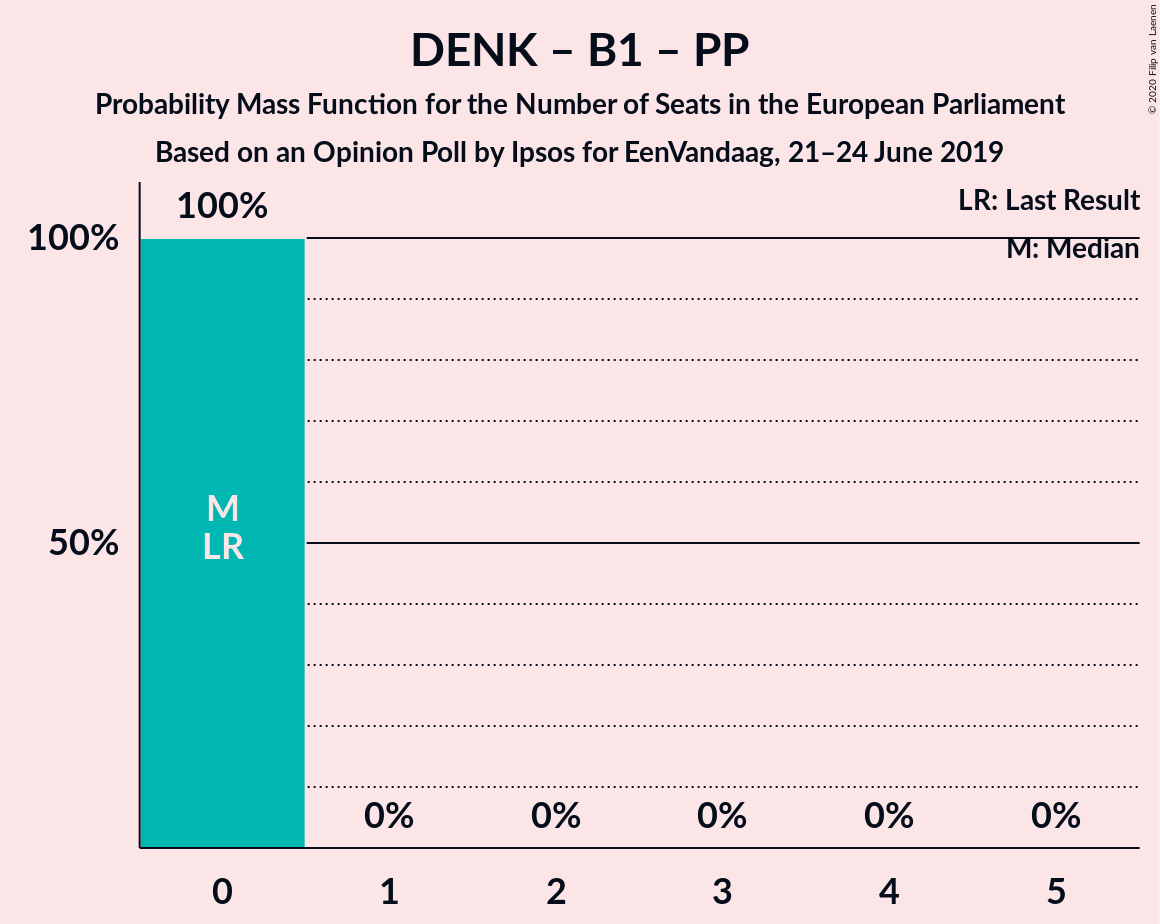 DENK – B1 – PP
Probability Mass Function for the Number of Seats in the European Parliament
Based on an Opinion Poll by Ipsos for EenVandaag, 21–24 June 2019
© 2020 Filip van Laenen
LR: Last Result
M: Median
100%
100%
50%
M
LR
0%
0%
0%
0%
0%
0
1
2
3
4
5